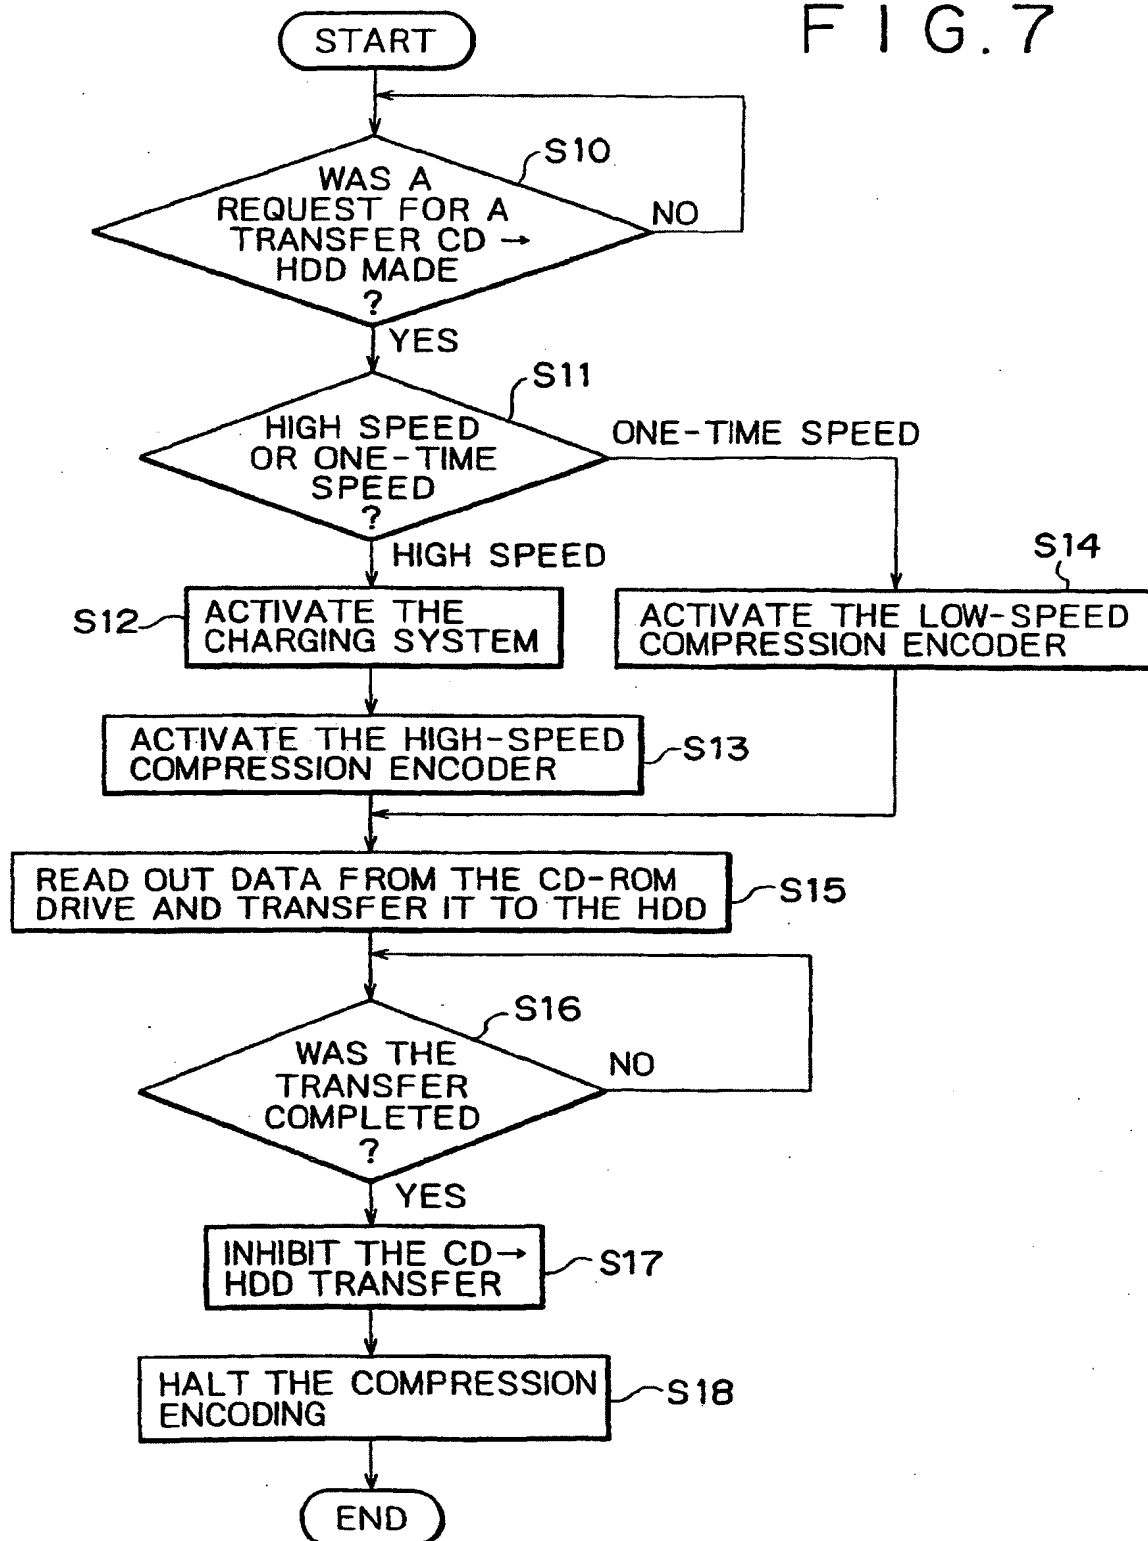 FIG. 7
START
S10
WAS A
REQUEST FOR A
TRANSFER CD →
HDD MADE
?
NO
YES
S11
HIGH SPEED
OR ONE-TIME
SPEED
?
ONE-TIME SPEED
HIGH SPEED
S14
S12
ACTIVATE THE
CHARGING SYSTEM
ACTIVATE THE LOW-SPEED
COMPRESSION ENCODER
ACTIVATE THE HIGH-SPEED
COMPRESSION ENCODER
S13
READ OUT DATA FROM THE CD-ROM
DRIVE AND TRANSFER IT TO THE HDD
S15
S16
WAS THE
TRANSFER
COMPLETED
?
NO
YES
INHIBIT THE CD→
HDD TRANSFER
S17
HALT THE COMPRESSION
ENCODING
S18
END